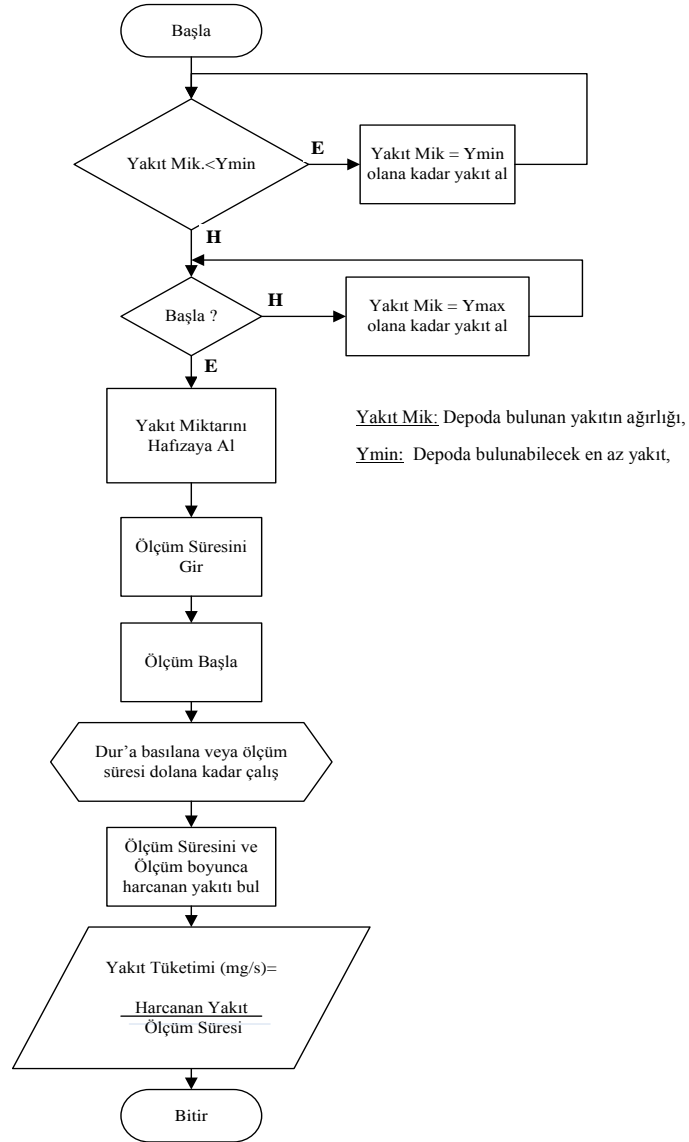 Başla
Yakıt Mik.<Ymin
E
Yakıt Mik = Ymin
olana kadar yakıt al
H
Başla ?
H
Yakıt Mik = Ymax
olana kadar yakıt al
E
Yakıt Miktarını
Hafızaya Al
Yakıt Mik: Depoda bulunan yakıtın ağırlığı,
Ymin: Depoda bulunabilecek en az yakıt,
Ölçüm Süresini
Gir
Ölçüm Başla
Dur’a basılana veya ölçüm
süresi dolana kadar çalış
Ölçüm Süresini ve
Ölçüm boyunca
harcanan yakıtı bul
Yakıt Tüketimi (mg/s)=
Harcanan Yakıt
Ölçüm Süresi
Bitir